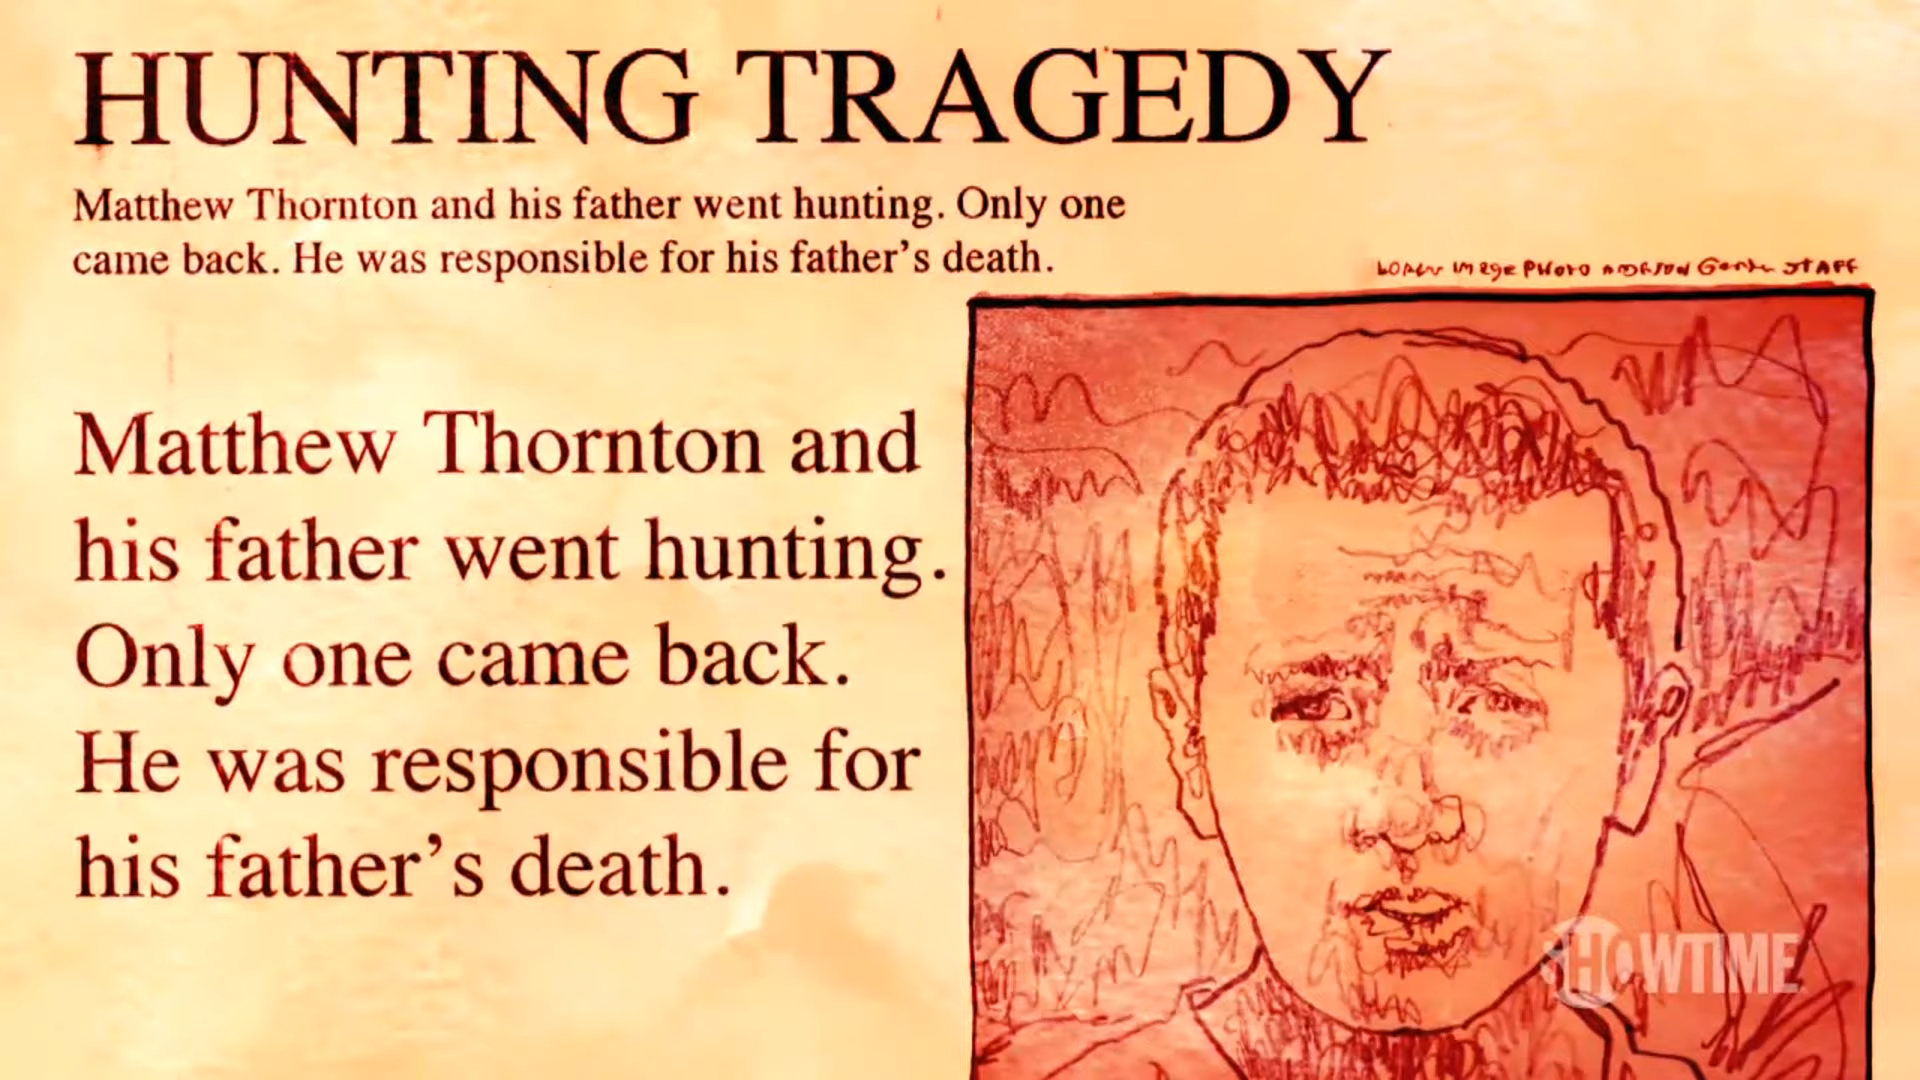 HUNTING TRAGEDY
Matthew Thornton and his father went hunting. Only one
came back. He was responsible for his father's death.
STAFF
Matthew Thornton and
his father went hunting.
Only one came back.
He was responsible for
his father's death.
SHOWTIME